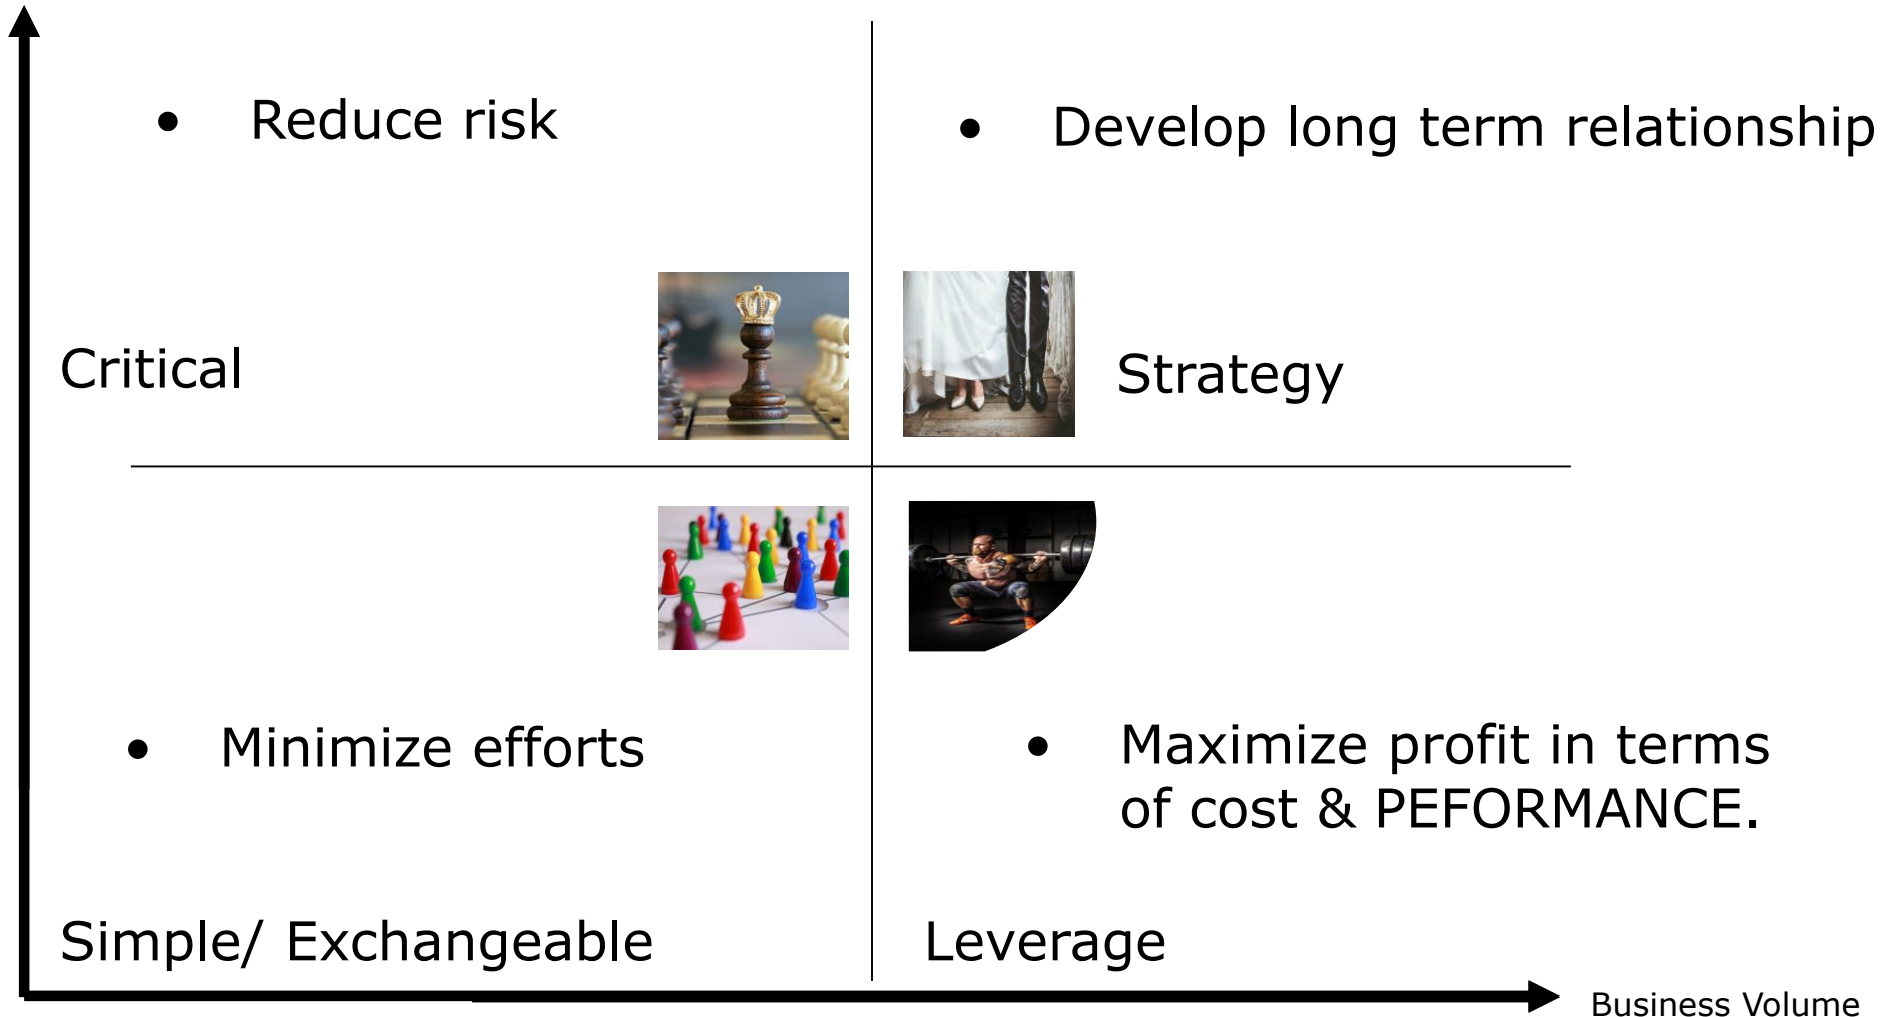 • Reduce risk
• Develop long term relationship
Critical
Strategy
• Minimize efforts
• Maximize profit in terms
of cost & PEFORMANCE.
Simple/ Exchangeable
Leverage
Business Volume